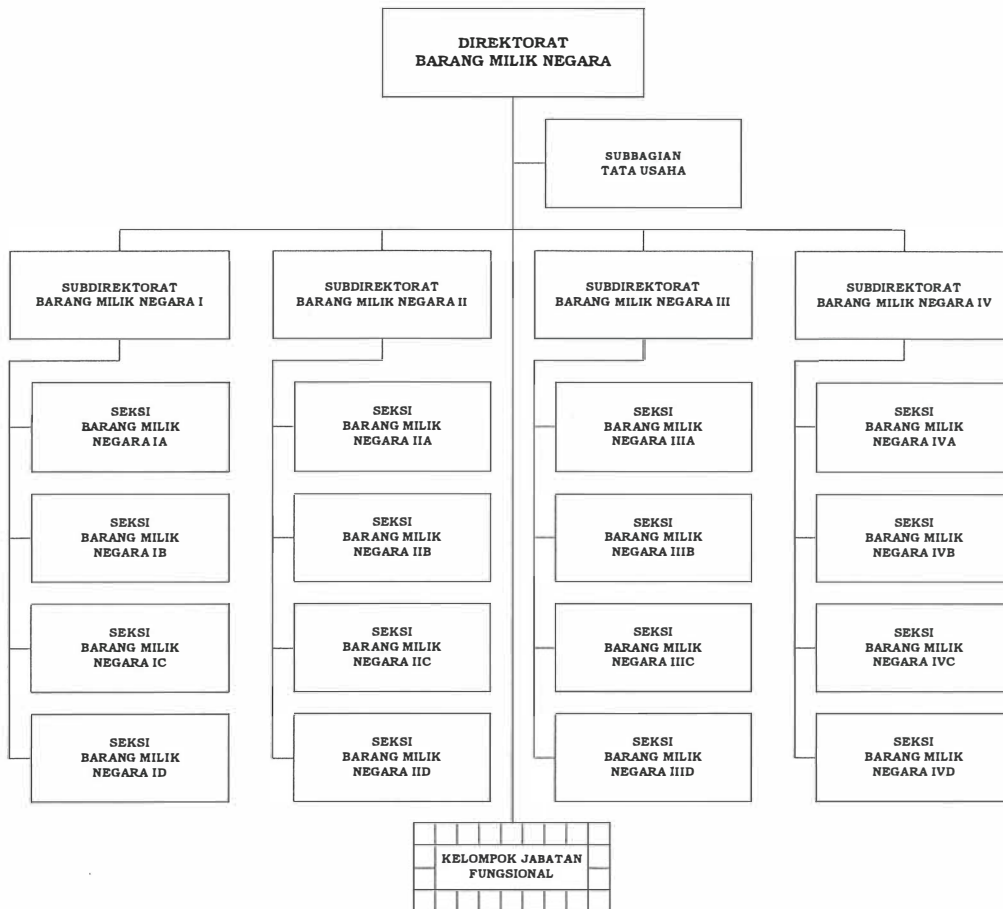 DIREKTORAT
BARANG MILIK NEGARA
SUBBAGIAN
TATA USAHA
SUBDIREKTORAT
BARANG MILIK NEGARA I
SUBDIREKTORAT
BARANG MILIK NEGARA II
SUBDIREKTORAT
BARANG MILIK NEGARA III
SUBDIREKTORAT
BARANG MILIK NEGARA IV
SEKSI
BARANG MILIK
NEGARA IA
SEKSI
BARANG MILIK
NEGARA IIA
SEKSI
BARANG MILIK
NEGARA IIIA
SEKSI
BARANG MILIK
NEGARA IVA
SEKSI
BARANG MILIK
NEGARA IB
SEKSI
BARANG MILIK
NEGARA IIB
SEKSI
BARANG MILIK
NEGARA IIIB
SEKSI
BARANG MILIK
NEGARA IVB
SEKSI
BARANG MILIK
NEGARA IC
SEKSI
BARANG MILIK
NEGARA IIC
SEKSI
BARANG MILIK
NEGARA IIIC
SEKSI
BARANG MILIK
NEGARA IVC
SEKSI
BARANG MILIK
NEGARA ID
SEKSI
BARANG MILIK
NEGARA IID
SEKSI
BARANG MILIK
NEGARA IIID
SEKSI
BARANG MILIK
NEGARA IVD
KELOMPOK JABATAN
FUNGSIONAL